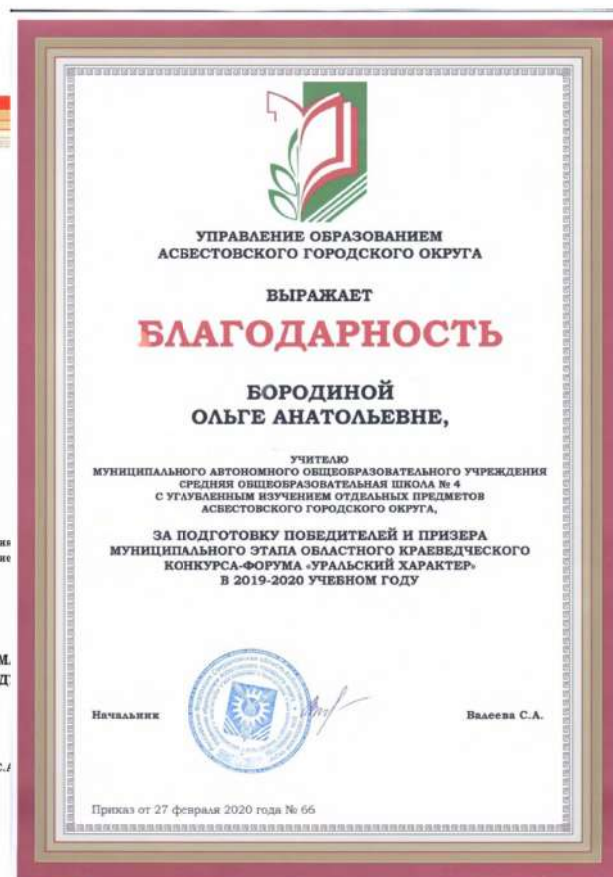 УПРАВЛЕНИЕ ОБРАЗОВАНИЕМ
АСБЕСТОВСКОГО ГОРОДСКОГО ОКРУГА
ВЫРАЖАЕТ
БЛАГОДАРНОСТЬ
БОРОДИНОЙ
ОЛЬГЕ АНАТОЛЬЕВНЕ,
УЧИТЕЛЮ
МУНИЦИПАЛЬНОГО АВТОНОМНОГО ОБЩЕОБРАЗОВАТЕЛЬНОГО УЧРЕЖДЕНИЯ
СРЕДНЯЯ ОБЩЕОБРАЗОВАТЕЛЬНАЯ ШКОЛА № 4
С УГЛУБЛЕННЫМ ИЗУЧЕНИЕМ ОТДЕЛЬНЫХ ПРЕДМЕТОВ
АСБЕСТОВСКОГО ГОРОДСКОГО ОКРУГА,
ЗА ПОДГОТОВКУ ПОБЕДИТЕЛЕЙ И ПРИЗЕРА
МУНИЦИПАЛЬНОГО ЭТАПА ОБЛАСТНОГО КРАЕВЕДЧЕСКОГО
КОНКУРСА-ФОРУМА «УРАЛЬСКИЙ ХАРАКТЕР»
В 2019-2020 УЧЕБНОМ ГОДУ
Начальник Валеева С.А.
Приказ от 27 февраля 2020 года № 66